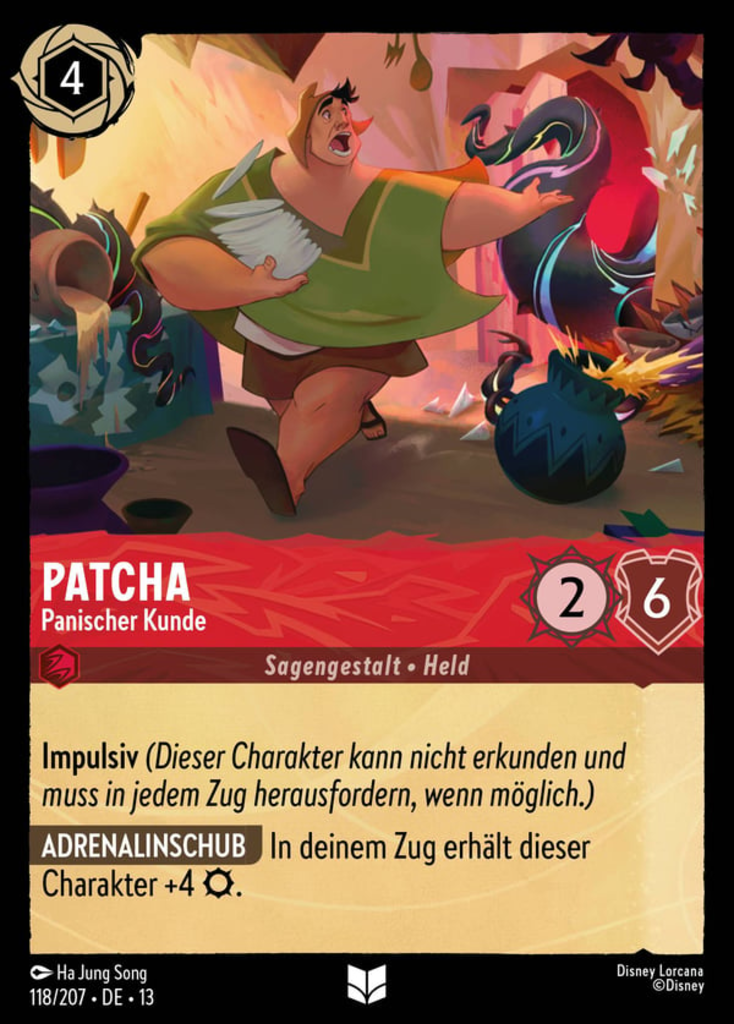 4
PATCHA
Panischer Kunde
2
6
Sagengestalt • Held
Impulsiv (Dieser Charakter kann nicht erkunden und
muss in jedem Zug herausfordern, wenn möglich.)
ADRENALINSCHUB In deinem Zug erhält dieser
Charakter +4 .
Ha Jung Song
118/207 • DE • 13
Disney Lorcana
©Disney